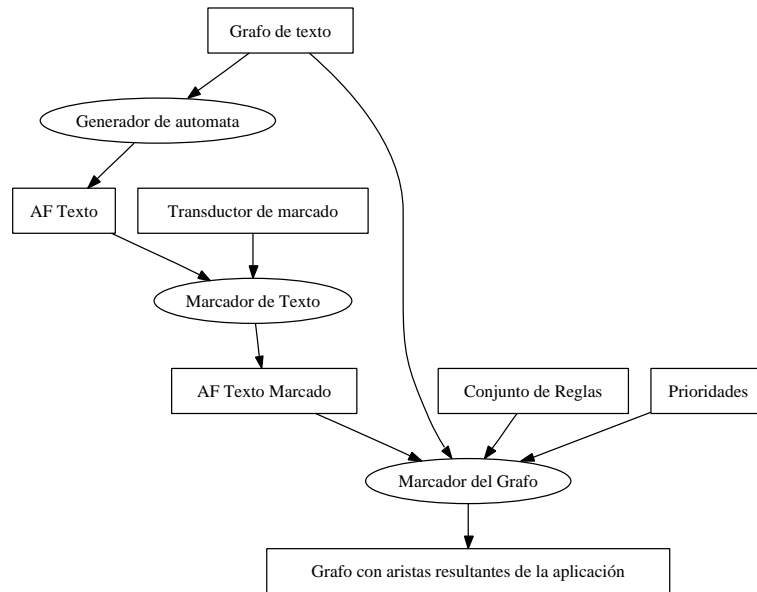 Grafo de texto
Generador de automata
AF Texto
Transductor de marcado
Marcador de Texto
AF Texto Marcado
Conjunto de Reglas
Prioridades
Marcador del Grafo
Grafo con aristas resultantes de la aplicación